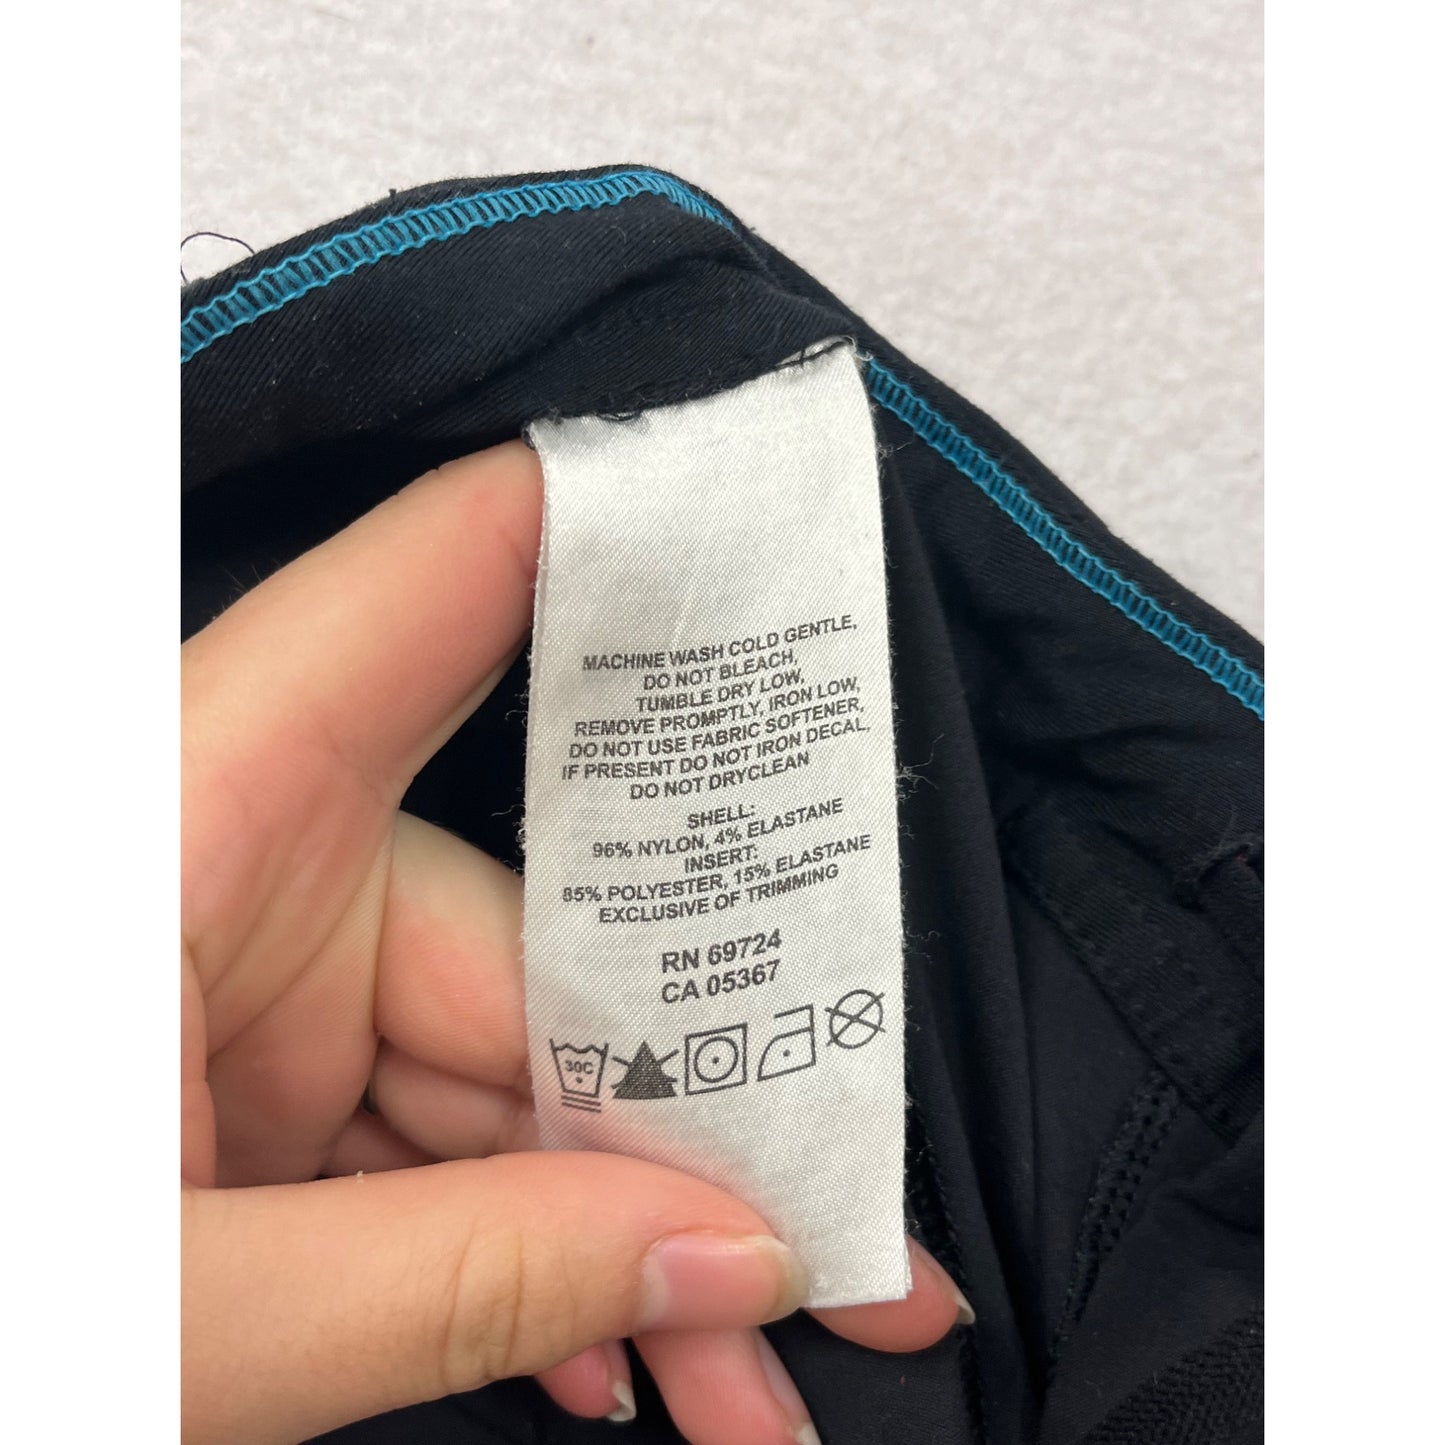 MACHINE WASH COLD GENTLE,
DO NOT BLEACH,
TUMBLE DRY LOW,
REMOVE PROMPTLY, IRON LOW,
DO NOT USE FABRIC SOFTENER,
IF PRESENT DO NOT IRON DECAL,
DO NOT DRYCLEAN
SHELL:
96% NYLON, 4% ELASTANE
INSERT:
85% POLYESTER, 15% ELASTANE
EXCLUSIVE OF TRIMMING
RN 69724
CA 05367
30C